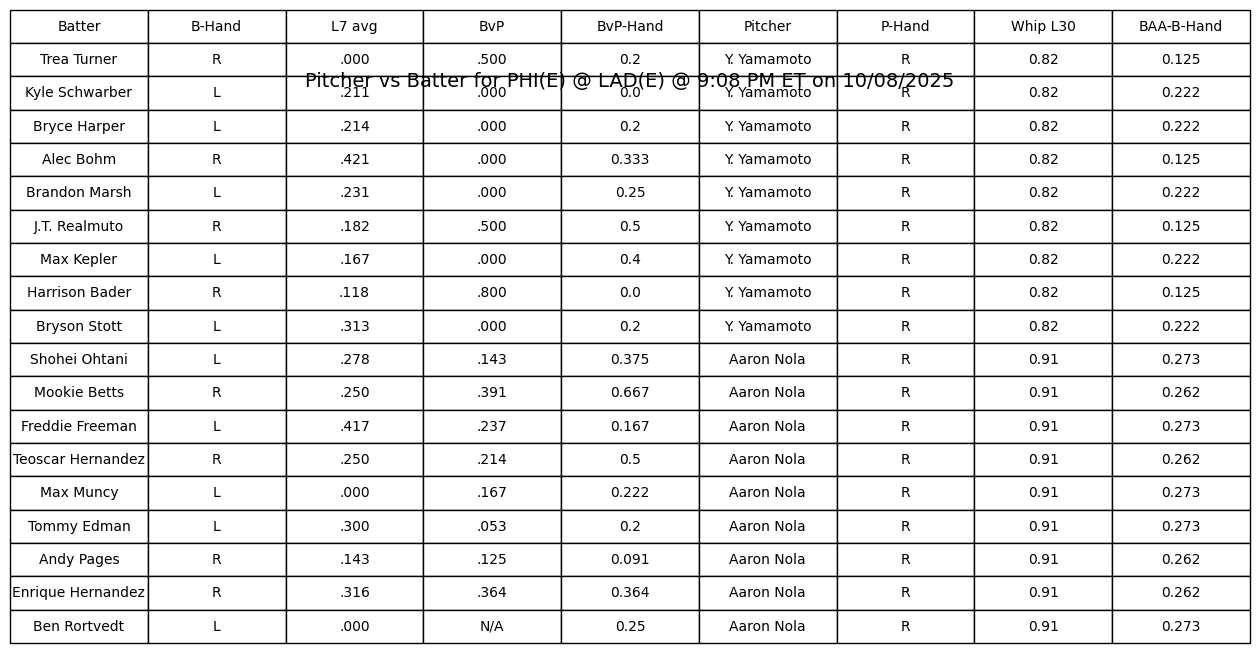 Batter B-Hand L7 avg BvP BvP-Hand Pitcher P-Hand Whip L30 BAA-B-Hand
Trea Turner R .000 .500 0.2 Y. Yamamoto R 0.82 0.125
Pitcher vs Batter for PHI(E) @ LAD(E) @ 9:08 PM ET on 10/08/2025
Kyle Schwarber L .211 .000 0.0 Y. Yamamoto R 0.82 0.222
Bryce Harper L .214 .000 0.2 Y. Yamamoto R 0.82 0.222
Alec Bohm R .421 .000 0.333 Y. Yamamoto R 0.82 0.125
Brandon Marsh L .231 .000 0.25 Y. Yamamoto R 0.82 0.222
J.T. Realmuto R .182 .500 0.5 Y. Yamamoto R 0.82 0.125
Max Kepler L .167 .000 0.4 Y. Yamamoto R 0.82 0.222
Harrison Bader R .118 .800 0.0 Y. Yamamoto R 0.82 0.125
Bryson Stott L .313 .000 0.2 Y. Yamamoto R 0.82 0.222
Shohei Ohtani L .278 .143 0.375 Aaron Nola R 0.91 0.273
Mookie Betts R .250 .391 0.667 Aaron Nola R 0.91 0.262
Freddie Freeman L .417 .237 0.167 Aaron Nola R 0.91 0.273
Teoscar Hernandez R .250 .214 0.5 Aaron Nola R 0.91 0.262
Max Muncy L .000 .167 0.222 Aaron Nola R 0.91 0.273
Tommy Edman L .300 .053 0.2 Aaron Nola R 0.91 0.273
Andy Pages R .143 .125 0.091 Aaron Nola R 0.91 0.262
Enrique Hernandez R .316 .364 0.364 Aaron Nola R 0.91 0.262
Ben Rortvedt L .000 N/A 0.25 Aaron Nola R 0.91 0.273